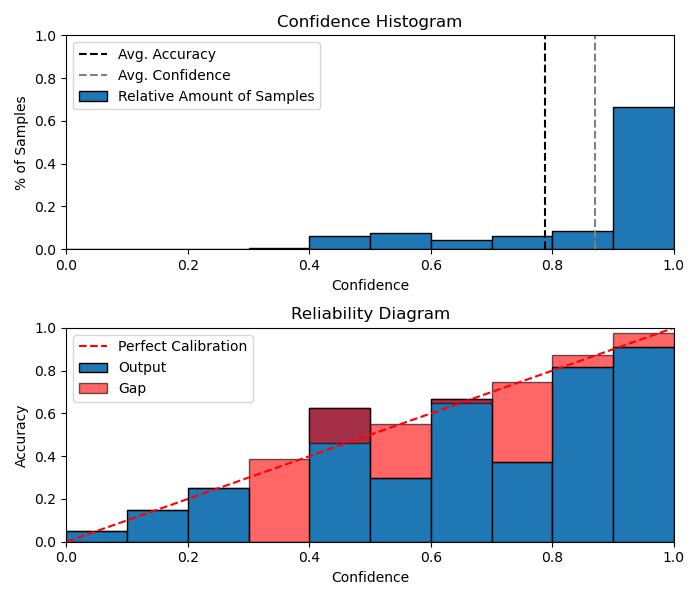 Confidence Histogram
1.0
0.8
0.6
0.4
0.2
0.0
% of Samples
Avg. Accuracy
Avg. Confidence
Relative Amount of Samples
0.0 0.2 0.4 0.6 0.8 1.0
Confidence
Reliability Diagram
1.0
0.8
0.6
0.4
0.2
0.0
Accuracy
Perfect Calibration
Output
Gap
0.0 0.2 0.4 0.6 0.8 1.0
Confidence